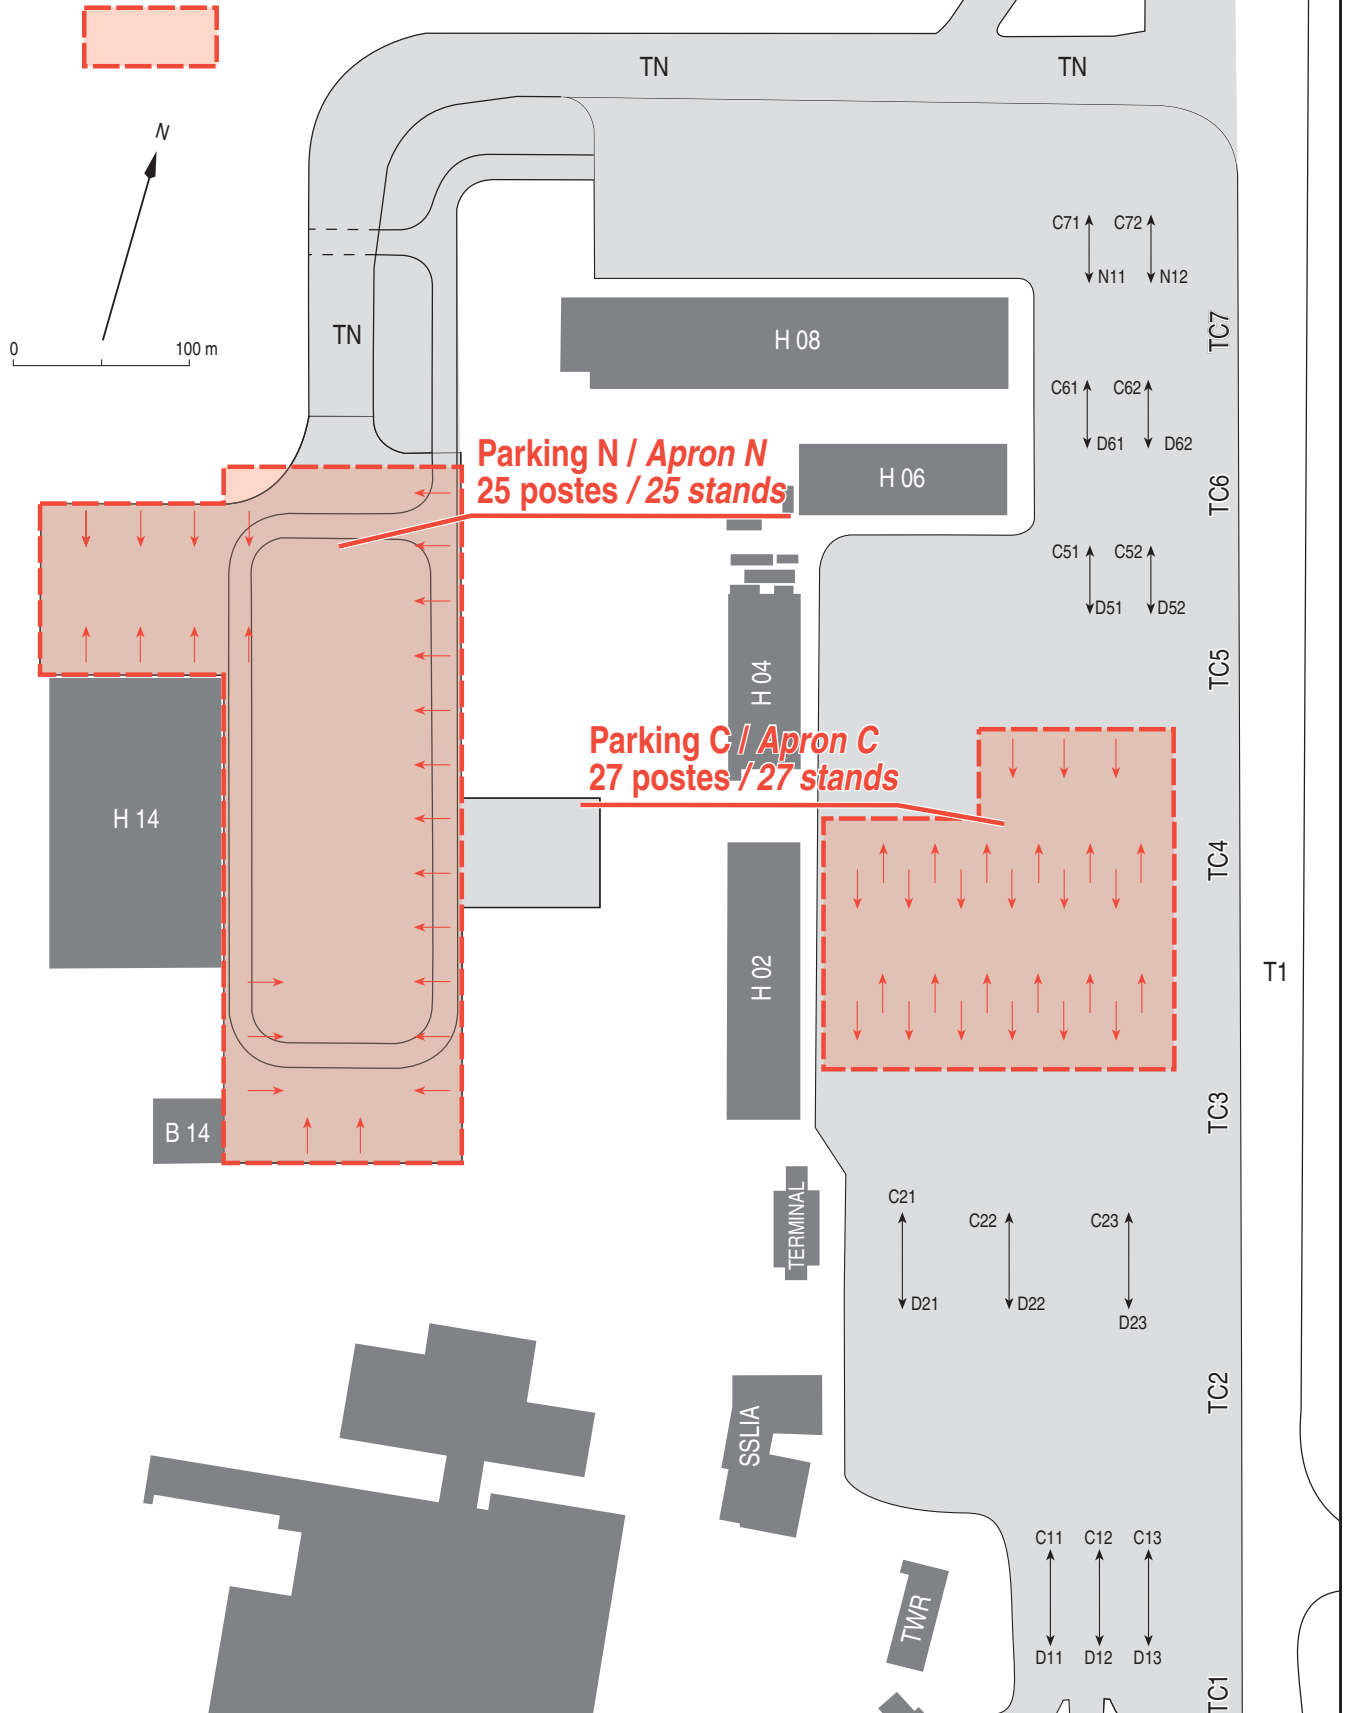 TN TN
N
C71 C72
N11 N12
TC7
0 100 m
TN
H 08
C61 C62
D61 D62
Parking N / Apron N
25 postes / 25 stands
H 06
TC6
C51 C52
D51 D52
H 04
TC5
Parking C / Apron C
27 postes / 27 stands
H 14
TC4
H 02
T1
B 14
TC3
TERMINAL
C21
C22 C23
D21 D22
D23
TC2
SSLIA
C11 C12 C13
TWR
D11 D12 D13
TC1